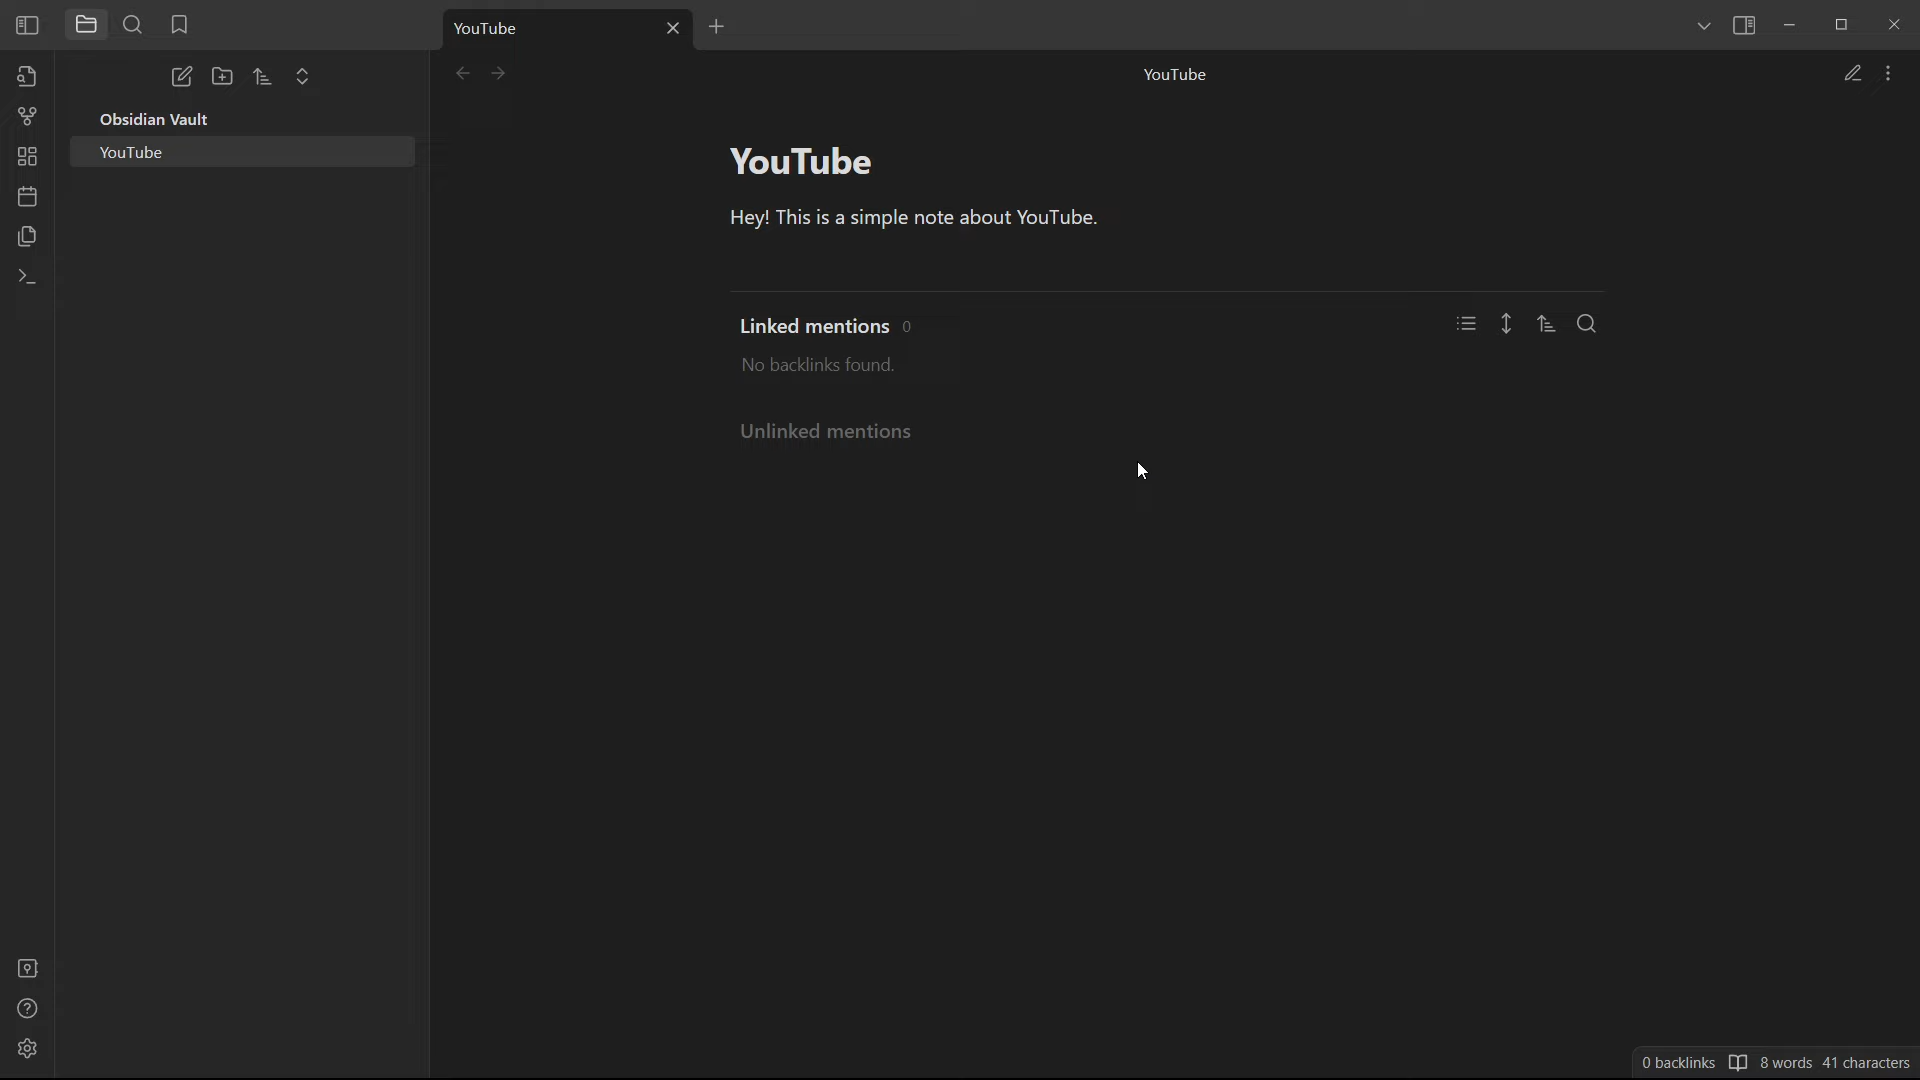 YouTube
YouTube
Obsidian Vault
YouTube
YouTube
Hey! This is a simple note about YouTube.
Linked mentions 0
No backlinks found.
Unlinked mentions
0 backlinks 8 words 41 characters